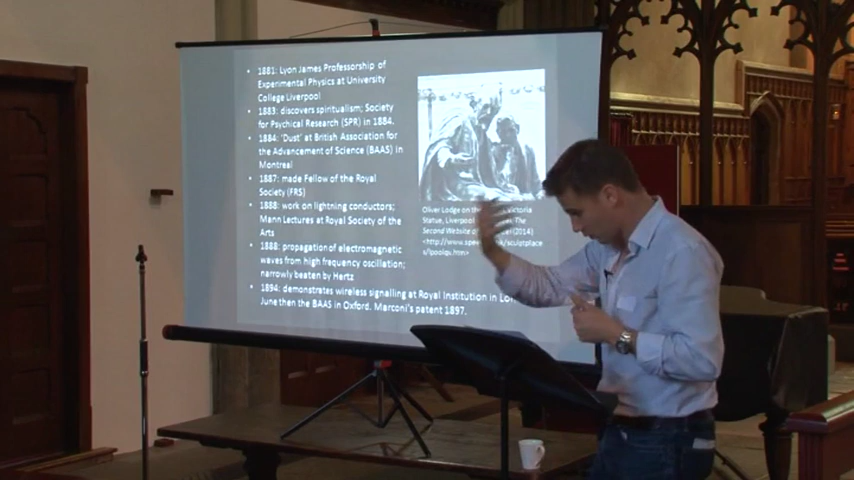 • 1881: Lyon James Professorship of
Experimental Physics at University
College Liverpool
• 1883: discovers spiritualism; Society
for Psychical Research (SPR) in 1884.
• 1884: 'Dust' at British Association for
the Advancement of Science (BAAS) in
Montreal
• 1887: made Fellow of the Royal
Society (FRS)
• 1888: work on lightning conductors;
Mann Lectures at Royal Society of the
Arts
• 1888: propagation of electromagnetic
waves from high frequency oscillation;
narrowly beaten by Hertz
• 1894: demonstrates wireless signalling at Royal Institution in
June then the BAAS in Oxford. Marconi's patent 1897.
Oliver Lodge on the Victoria
Statue, Liverpool The
Second Website (2014)
<http://www